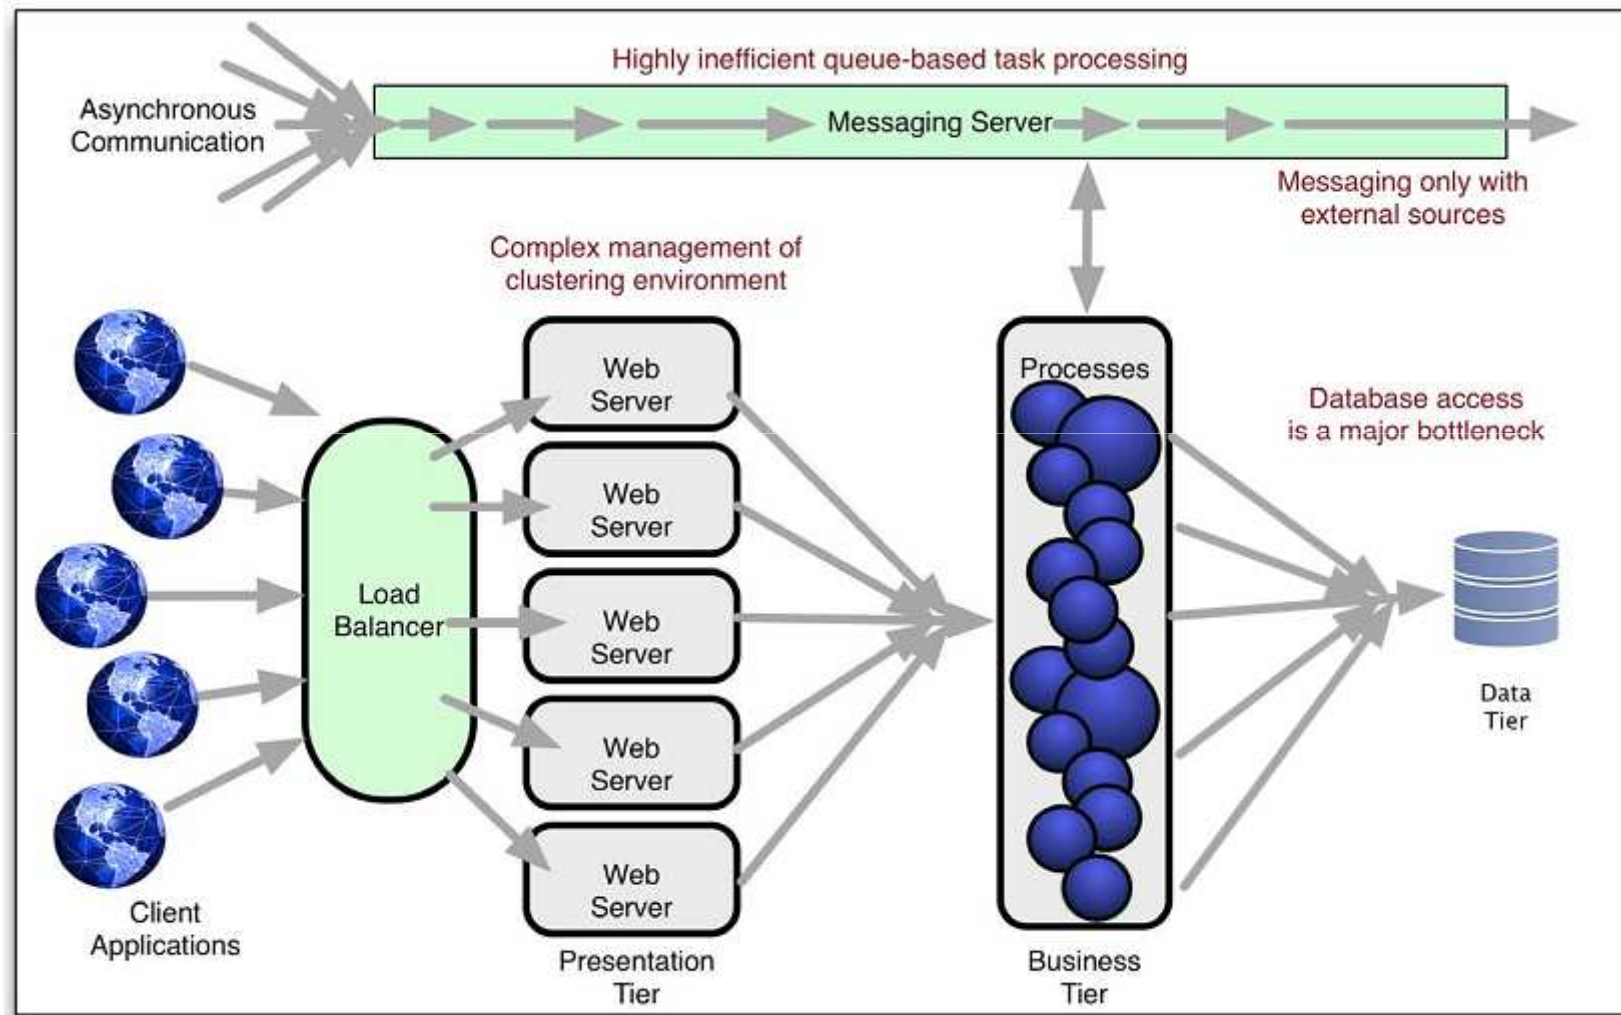 Highly inefficient queue-based task processing
Asynchronous
Communication
Messaging Server
Messaging only with
external sources
Complex management of
clustering environment
Web
Server
Web
Server
Web
Server
Web
Server
Web
Server
Load
Balancer
Processes
Database access
is a major bottleneck
Data
Tier
Client
Applications
Presentation
Tier
Business
Tier